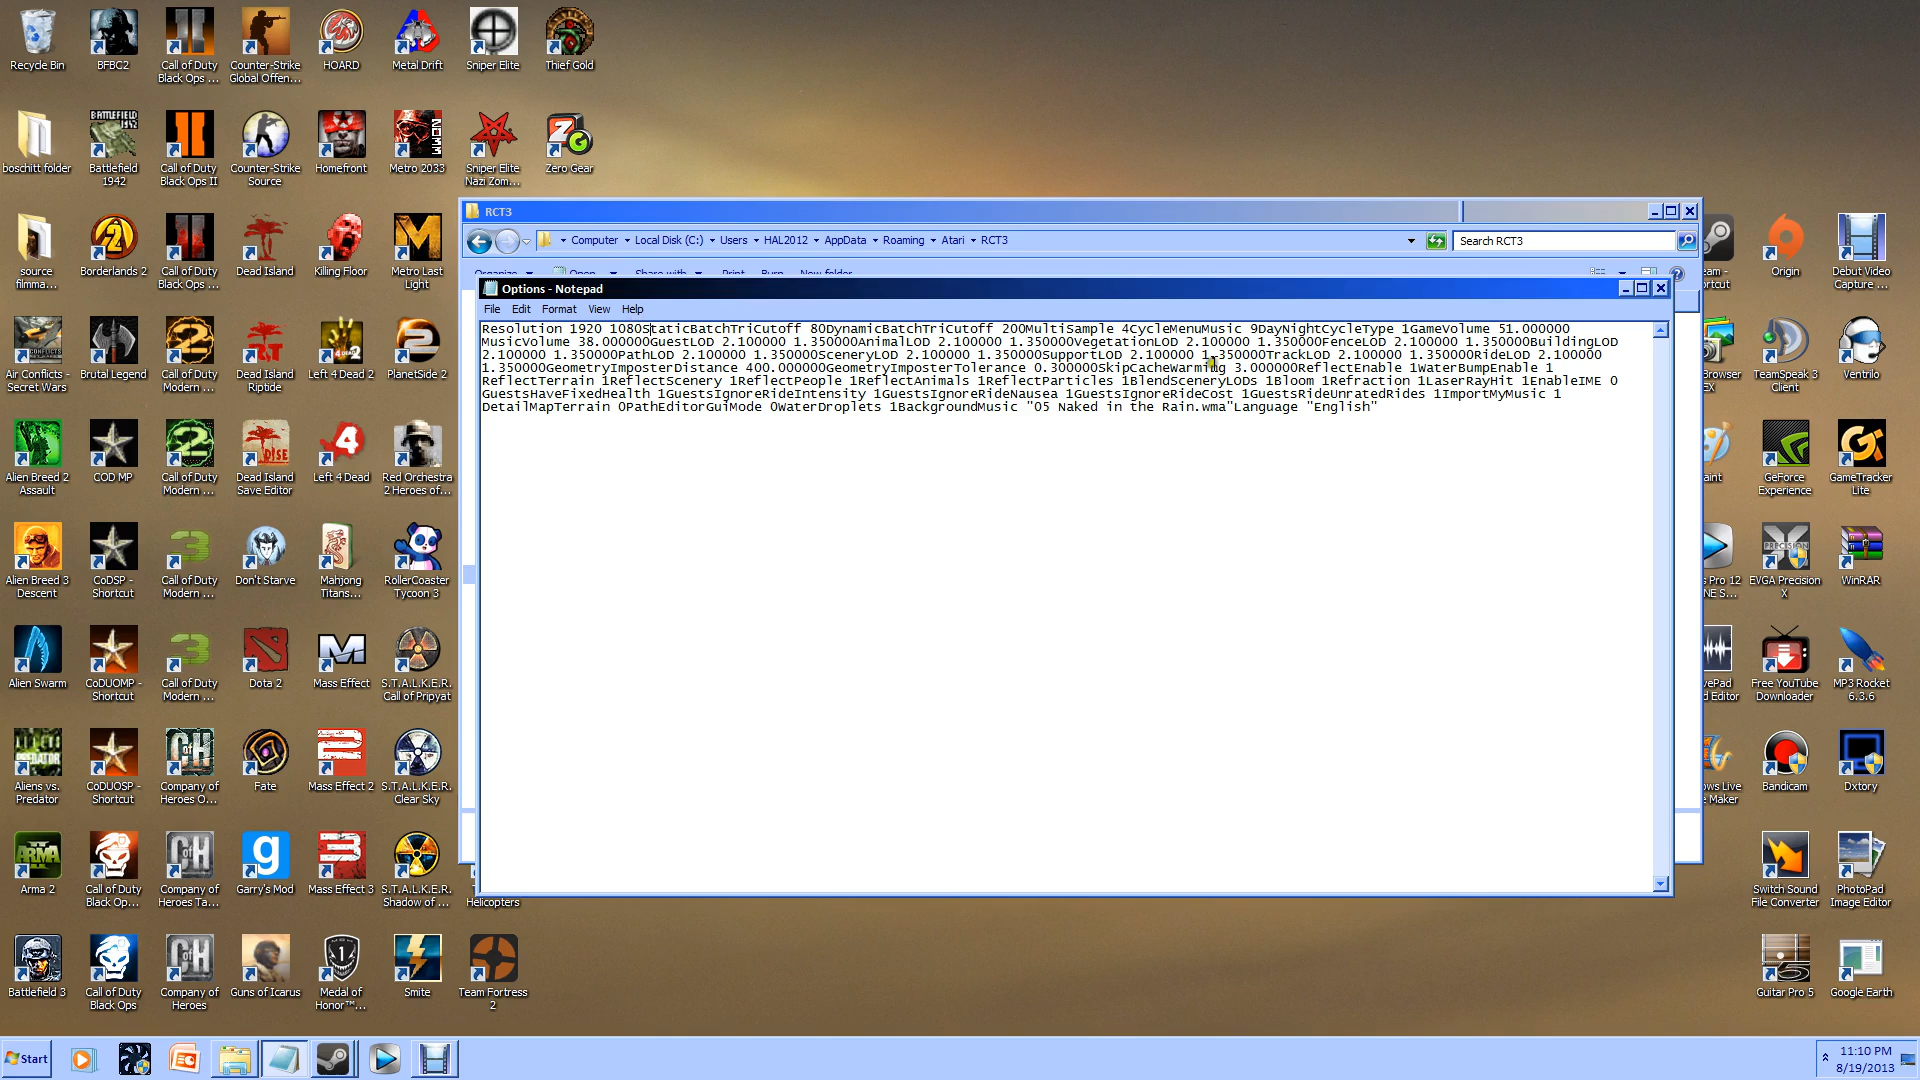 Recycle Bin
BFBC2
Call of Duty
Black Ops ...
Counter-Strike
Global Offen...
HOARD
Metal Drift
Sniper Elite
Thief Gold
boschitt folder
Battlefield
1942
Call of Duty
Black Ops II
Counter-Strike
Source
Homefront
Metro 2033
Sniper Elite
Nazi Zom...
Zero Gear
source
filmma...
Borderlands 2
Call of Duty
Black Ops ...
Dead Island
Killing Floor
Metro Last
Light
Air Conflicts -
Secret Wars
Brutal Legend
Call of Duty
Modern ...
Dead Island
Riptide
Left 4 Dead 2
PlanetSide 2
Alien Breed 2
Assault
COD MP
Call of Duty
Modern ...
Dead Island
Save Editor
Left 4 Dead
Red Orchestra
2 Heroes of...
Alien Breed 3
Descent
CoDSP -
Shortcut
Call of Duty
Modern ...
Don't Starve
Mahjong
Titans...
RollerCoaster
Tycoon 3
Alien Swarm
CoDUOMP -
Shortcut
Call of Duty
Modern ...
Dota 2
Mass Effect
S.T.A.L.K.E.R.
Call of Pripyat
Aliens vs.
Predator
CoDUOSP -
Shortcut
Company of
Heroes O...
Fate
Mass Effect 2
S.T.A.L.K.E.R.
Clear Sky
Arma 2
Call of Duty
Black Op...
Company of
Heroes Ta...
Garry's Mod
Mass Effect 3
S.T.A.L.K.E.R.
Shadow of ...
Helicopters
Battlefield 3
Call of Duty
Black Ops
Company of
Heroes
Guns of Icarus
Medal of
Honor™...
Smite
Team Fortress
2
RCT3
Computer
Local Disk (C:)
Users
HAL2012
AppData
Roaming
Atari
RCT3
Search RCT3
Organize
Open
Share with
Print
Burn
New folder
Options - Notepad
File Edit Format View Help
Resolution 1920 1080StaticBatchTriCutoff 80DynamicBatchTriCutoff 200MultiSample 4CycleMenuMusic 9DayNightCycleType 1GameVolume 51.000000
MusicVolume 38.000000GuestLOD 2.100000 1.350000AnimalLOD 2.100000 1.350000VegetationLOD 2.100000 1.350000FenceLOD 2.100000 1.350000BuildingLOD
2.100000 1.350000PathLOD 2.100000 1.350000SceneryLOD 2.100000 1.350000SupportLOD 2.100000 1.350000TrackLOD 2.100000 1.350000RideLOD 2.100000
1.350000GeometryImposterDistance 400.000000GeometryImposterTolerance 0.300000SkipCacheWarming 3.000000ReflectEnable 1WaterBumpEnable 1
ReflectTerrain 1ReflectScenery 1ReflectPeople 1ReflectAnimals 1ReflectParticles 1BlendSceneryLODs 1Bloom 1Refraction 1LaserRayHit 1EnableIME 0
GuestsHaveFixedHealth 1GuestsIgnoreRideIntensity 1GuestsIgnoreRideNausea 1GuestsIgnoreRideCost 1GuestsRideUnratedRides 1ImportMyMusic 1
DetailMapTerrain 0PathEditorGuiMode 0WaterDroplets 1BackgroundMusic "05 Naked in the Rain.wma"Language "English"
Origin
Debut Video
Capture ...
Browser
TeamSpeak 3
Client
Ventrilo
GeForce
Experience
GameTracker
Lite
Pro 12
EVGA Precision
X
WinRAR
Editor
Free YouTube
Downloader
MP3 Rocket
6.3.6
Live
Maker
Bandicam
Dxtory
Switch Sound
File Converter
PhotoPad
Image Editor
Guitar Pro 5
Google Earth
Start
11:10 PM
8/19/2013